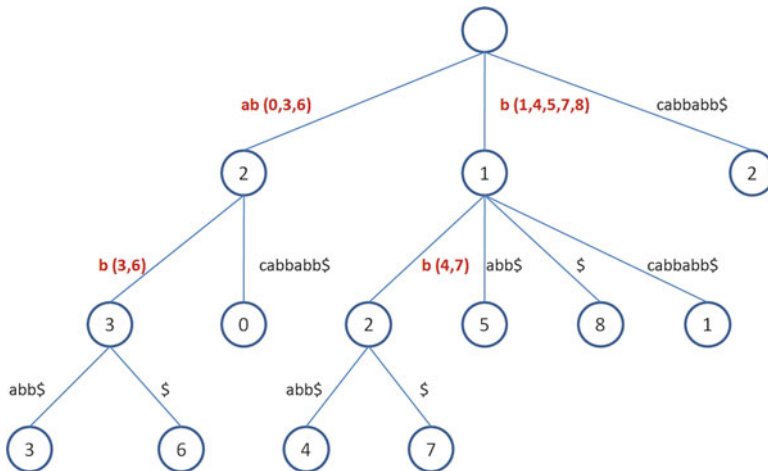 ab (0,3,6) b (1,4,5,7,8) cabbabb$
2 1 2
b (3,6) cabbabb$ b (4,7) abb$ $ cabbabb$
3 0 2 5 8 1
abb$ $ abb$ $
3 6 4 7